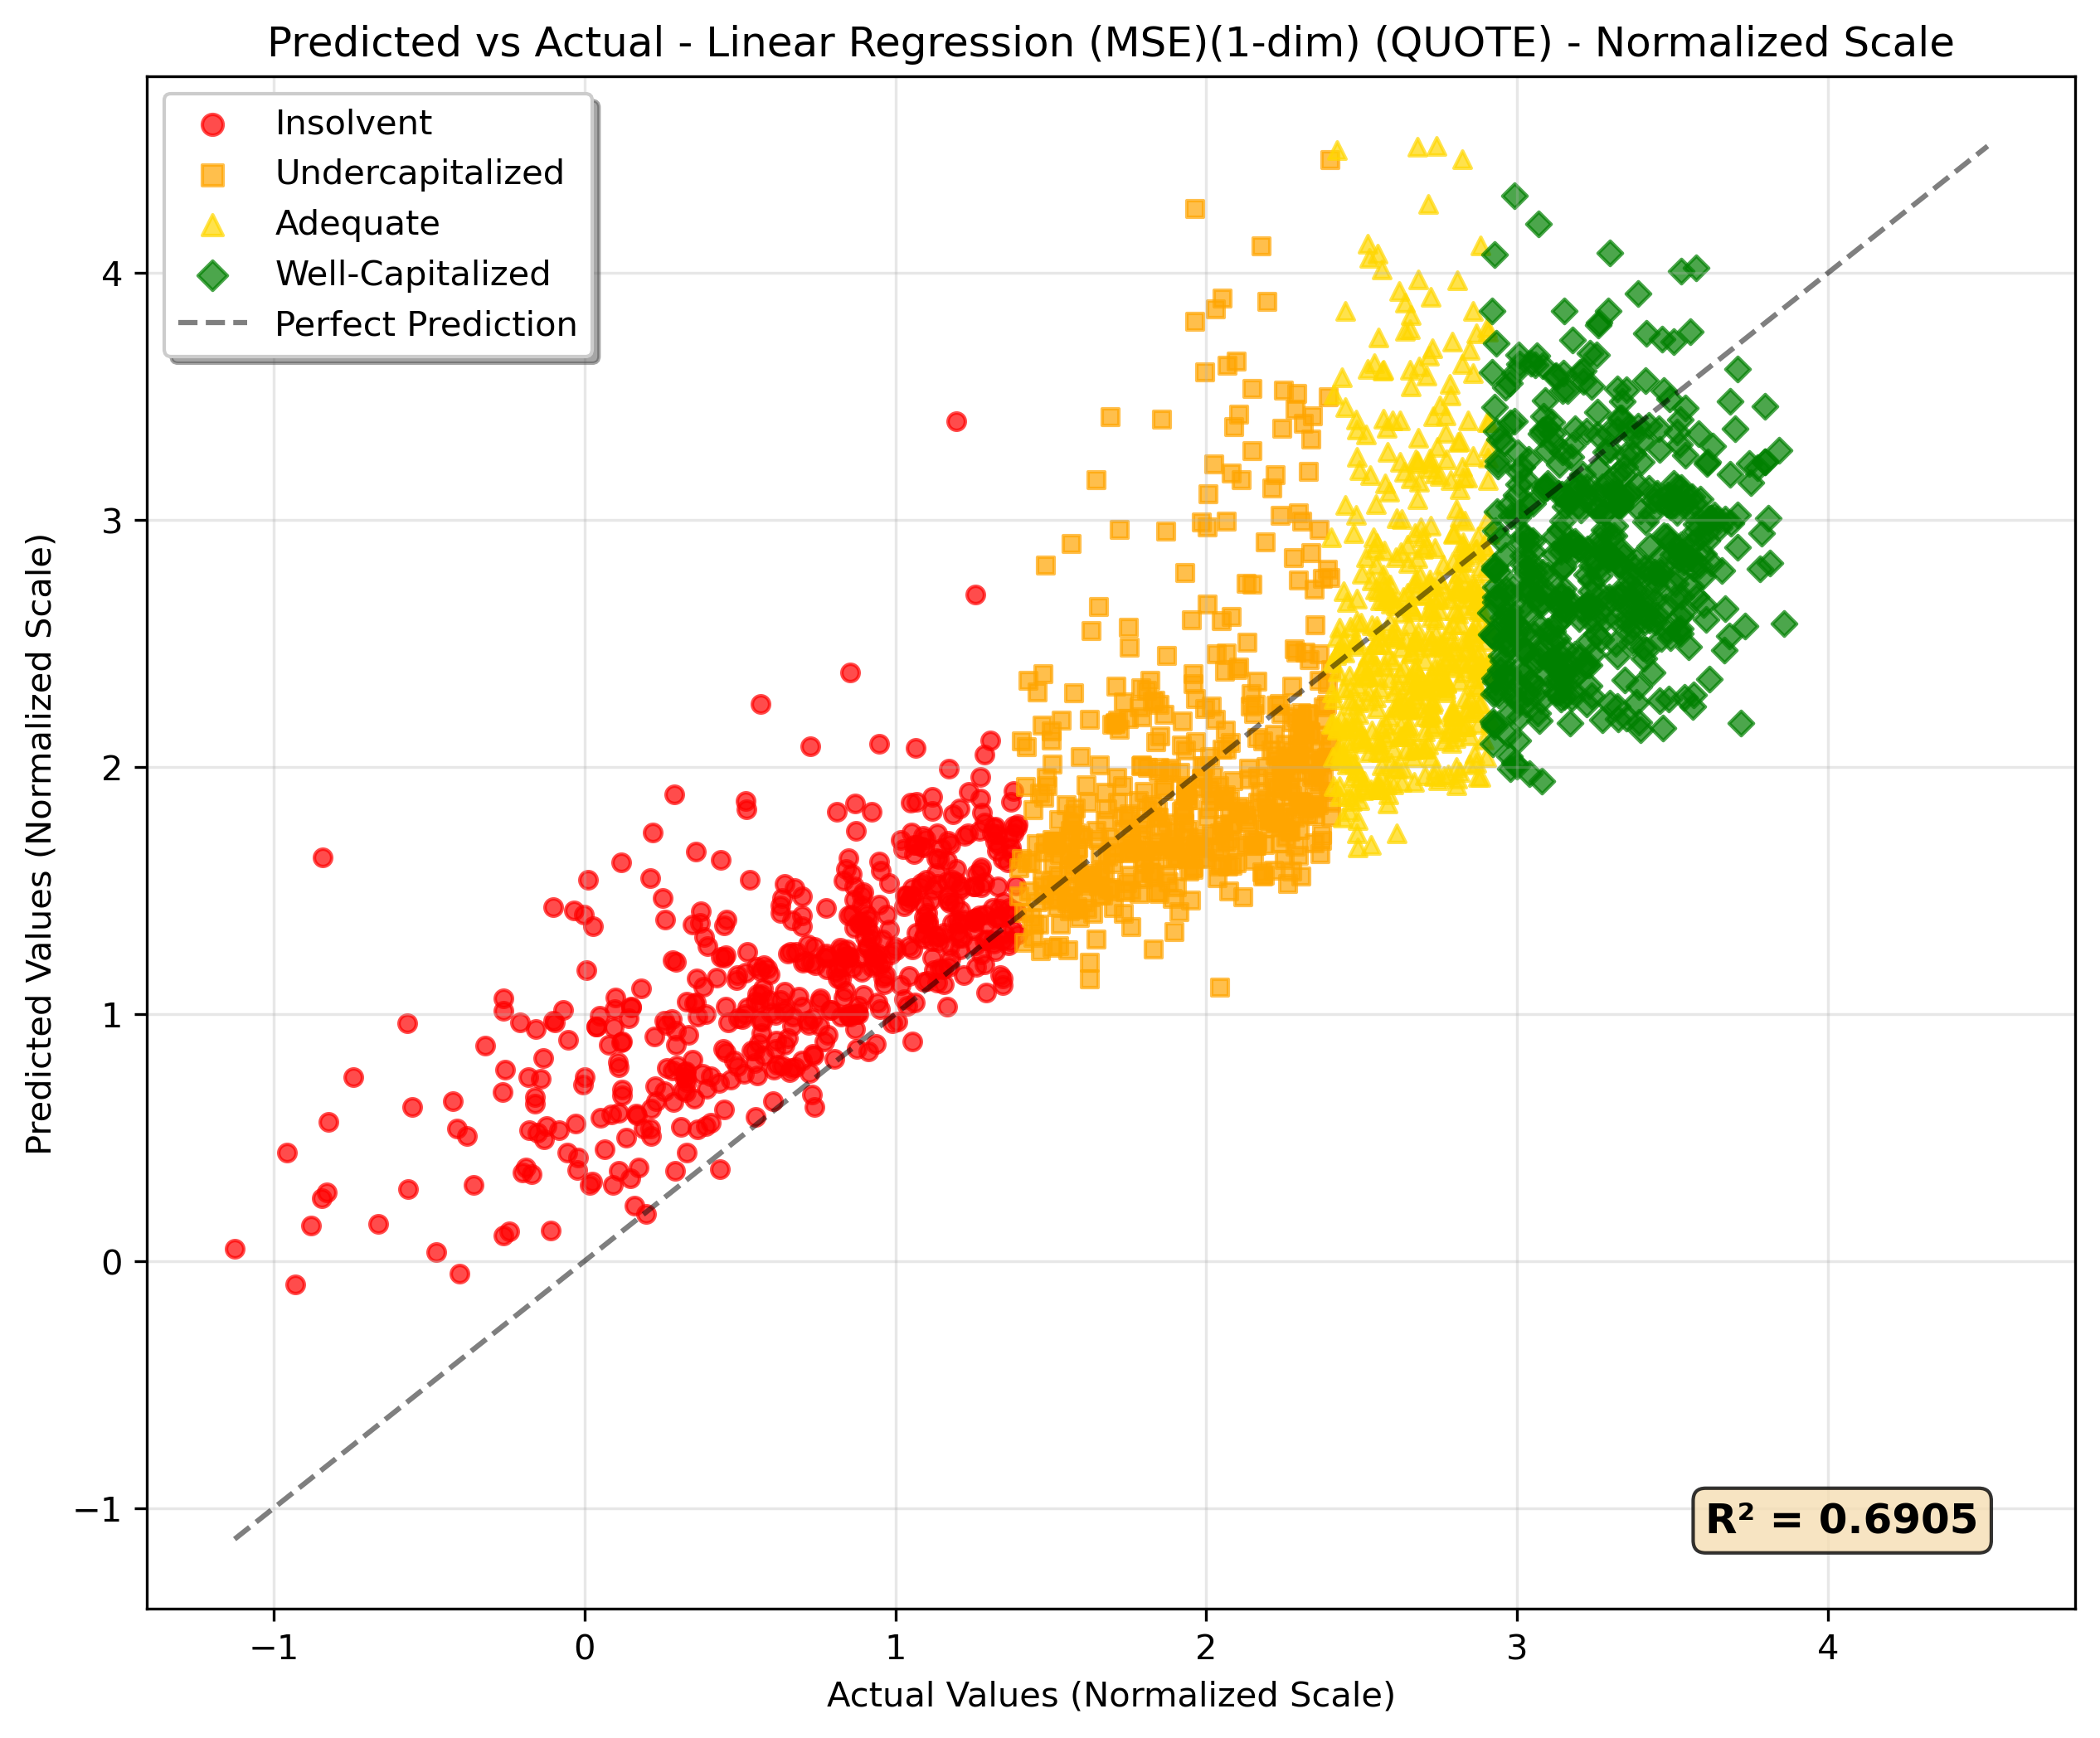 Predicted vs Actual - Linear Regression (MSE)(1-dim) (QUOTE) - Normalized Scale
Insolvent
Undercapitalized
Adequate
Well-Capitalized
Perfect Prediction
Predicted Values (Normalized Scale)
4
3
2
1
0
−1
R² = 0.6905
−1 0 1 2 3 4
Actual Values (Normalized Scale)